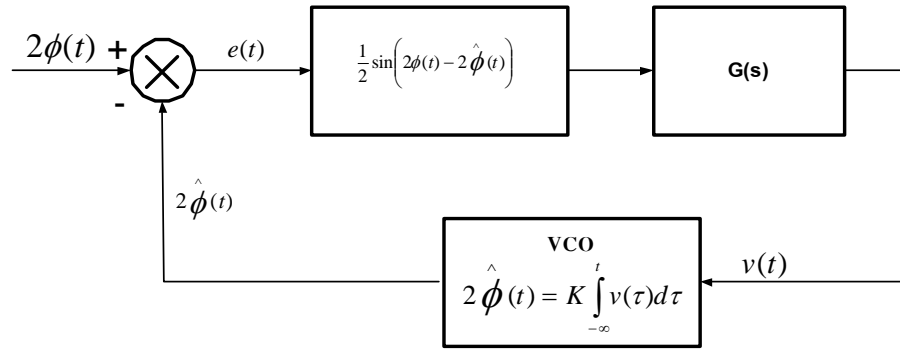 2ϕ(t)
+
-
e(t)
1/2 sin(2ϕ(t) − 2ϕ̂(t))
G(s)
2ϕ̂(t)
VCO
2ϕ̂(t) = K ∫_{−∞}^{t} v(τ)dτ
v(t)